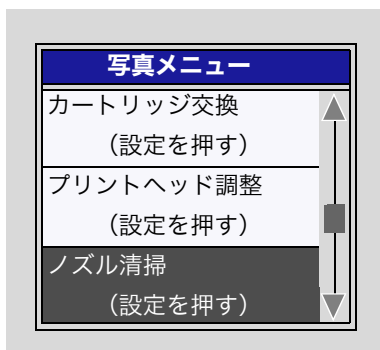 写真メニュー
カートリッジ交換
（設定を押す）
プリントヘッド調整
（設定を押す）
ノズル清掃
（設定を押す）